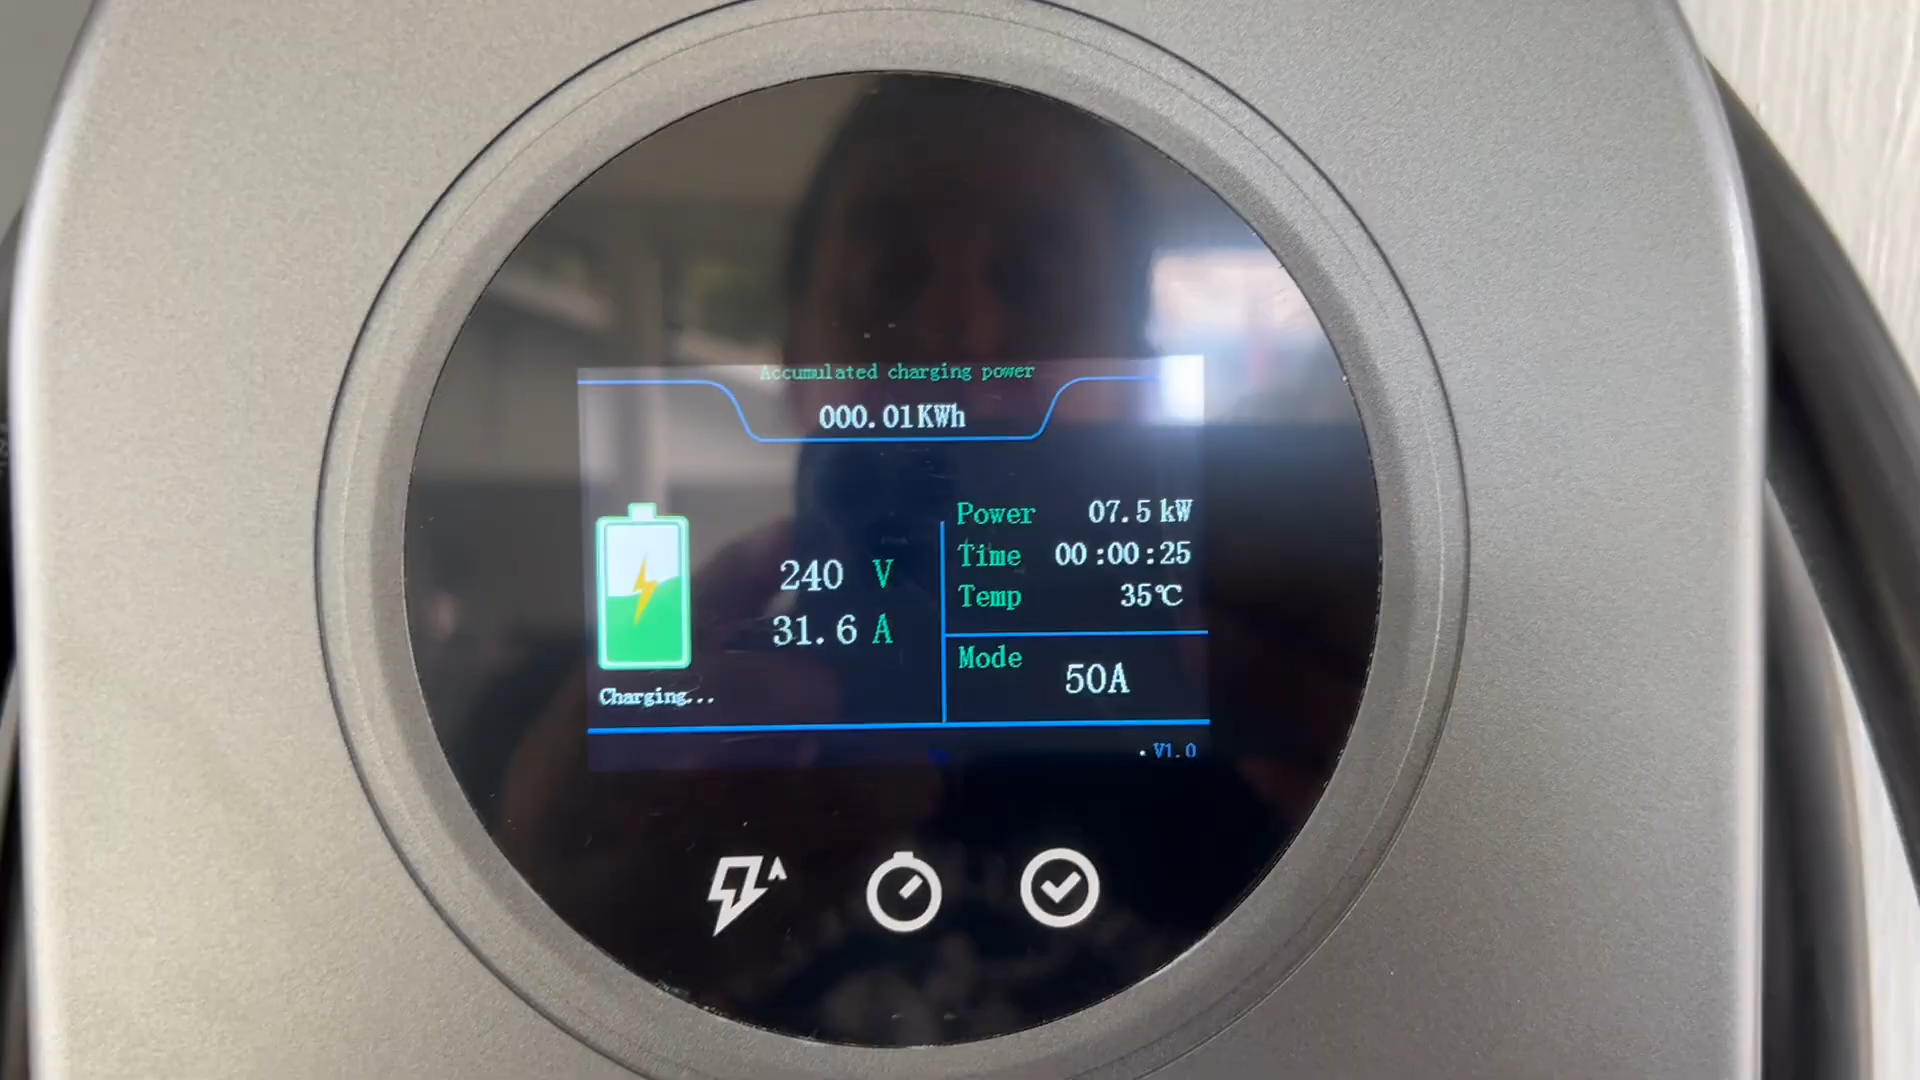 Accumulated charging power
000.01KWh
240 V
31.6 A
Charging...
Power 07.5 kW
Time 00:00:25
Temp 35℃
Mode
50A
V1.0